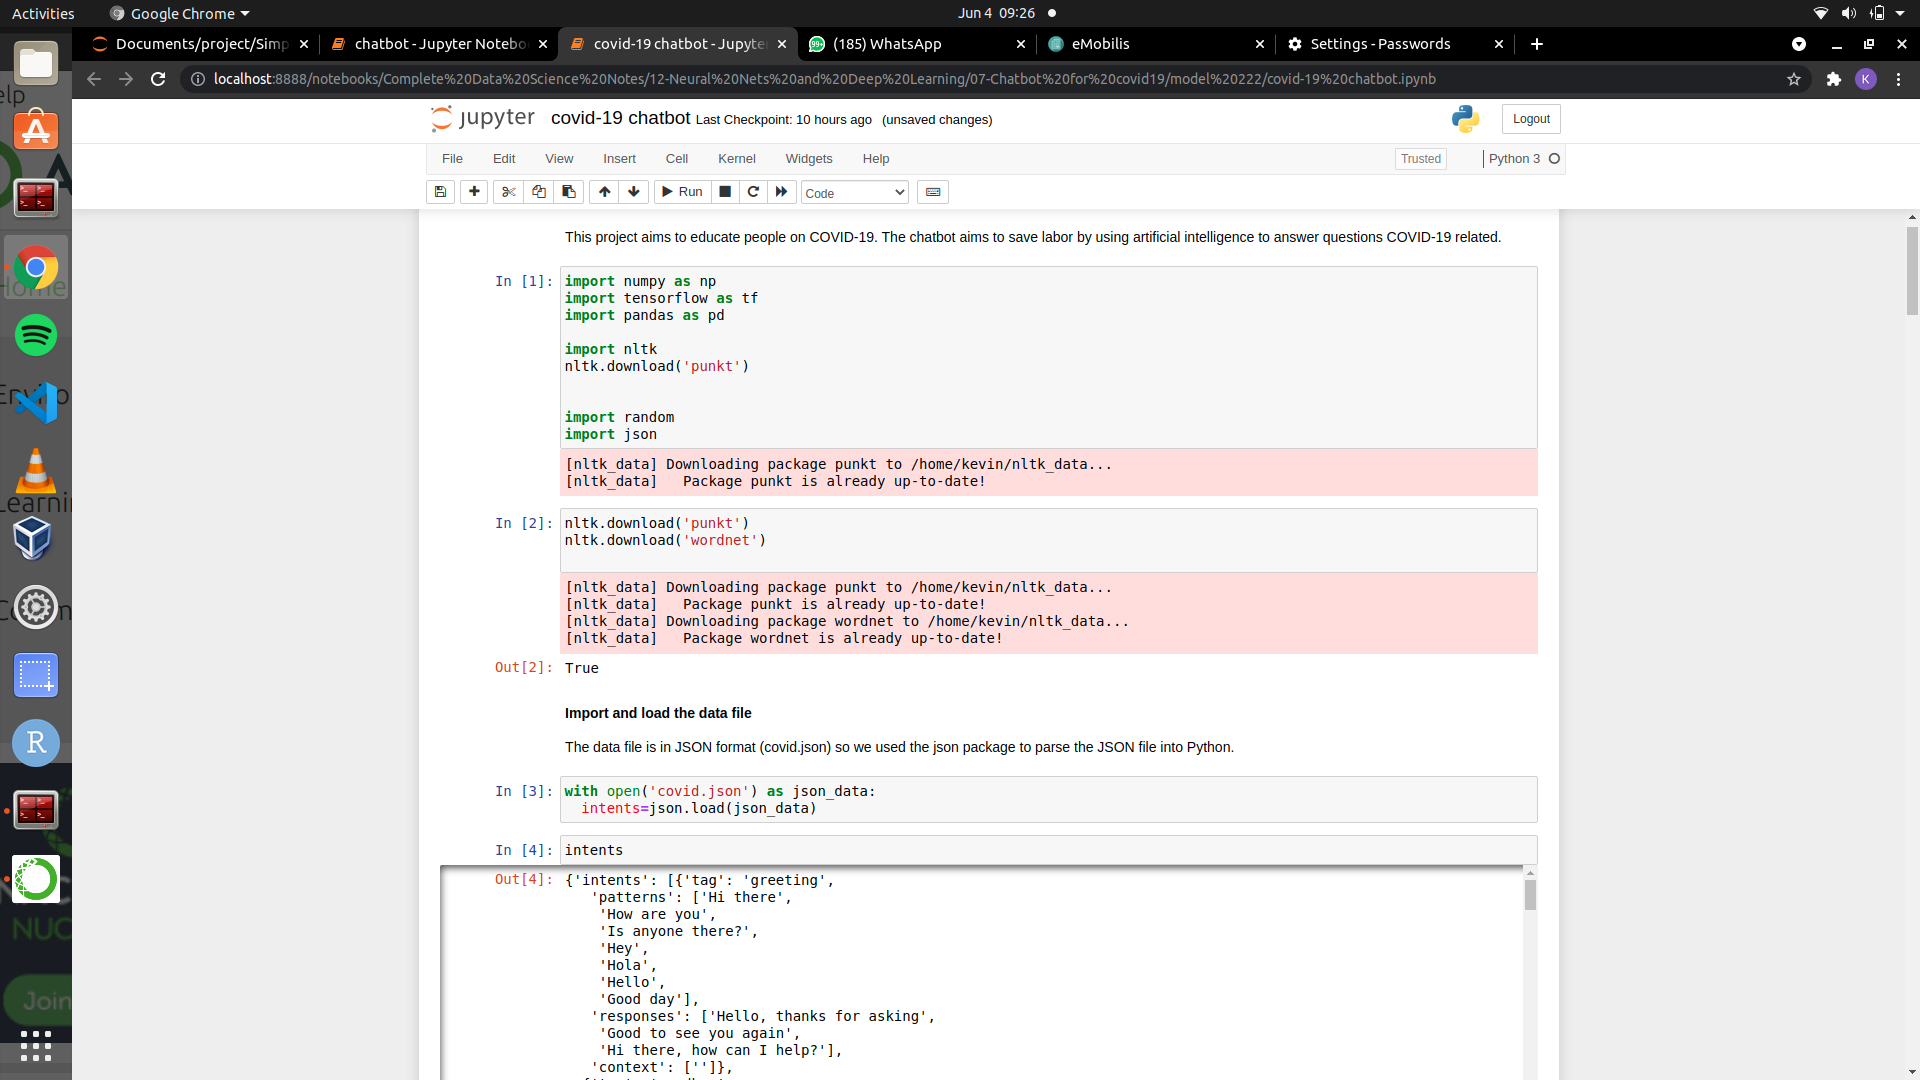 Activities
Google Chrome
Jun 4 09:26
Documents/project/Simp
chatbot - Jupyter Notebo
covid-19 chatbot - Jupyte
(185) WhatsApp
eMobilis
Settings - Passwords
localhost:8888/notebooks/Complete%20Data%20Science%20Notes/12-Neural%20Nets%20and%20Deep%20Learning/07-Chatbot%20for%20covid19/model%20222/covid-19%20chatbot.ipynb
K
jupyter
covid-19 chatbot Last Checkpoint: 10 hours ago (unsaved changes)
Logout
File Edit View Insert Cell Kernel Widgets Help
Trusted
Python 3
Run
Code
This project aims to educate people on COVID-19. The chatbot aims to save labor by using artificial intelligence to answer questions COVID-19 related.
In [1]: import numpy as np
import tensorflow as tf
import pandas as pd
import nltk
nltk.download('punkt')
import random
import json
[nltk_data] Downloading package punkt to /home/kevin/nltk_data...
[nltk_data]   Package punkt is already up-to-date!
In [2]: nltk.download('punkt')
nltk.download('wordnet')
[nltk_data] Downloading package punkt to /home/kevin/nltk_data...
[nltk_data]   Package punkt is already up-to-date!
[nltk_data] Downloading package wordnet to /home/kevin/nltk_data...
[nltk_data]   Package wordnet is already up-to-date!
Out[2]: True
Import and load the data file
The data file is in JSON format (covid.json) so we used the json package to parse the JSON file into Python.
In [3]: with open('covid.json') as json_data:
  intents=json.load(json_data)
In [4]: intents
Out[4]: {'intents': [{'tag': 'greeting',
'patterns': ['Hi there',
'How are you',
'Is anyone there?',
'Hey',
'Hola',
'Hello',
'Good day'],
'responses': ['Hello, thanks for asking',
'Good to see you again',
'Hi there, how can I help?'],
'context': ['']},
Home
R
NUC
Join